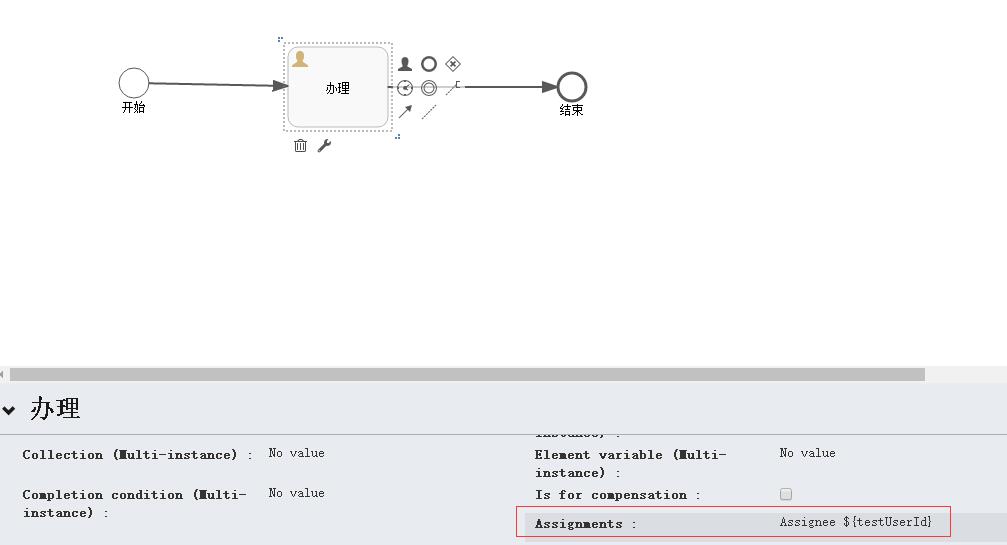 开始
办理
结束
办理
instance) :
Collection (Multi-instance) : No value
Element variable (Multi-
instance) : No value
Completion condition (Multi-
instance) : No value
Is for compensation :
Assignments : Assignee ${testUserId}